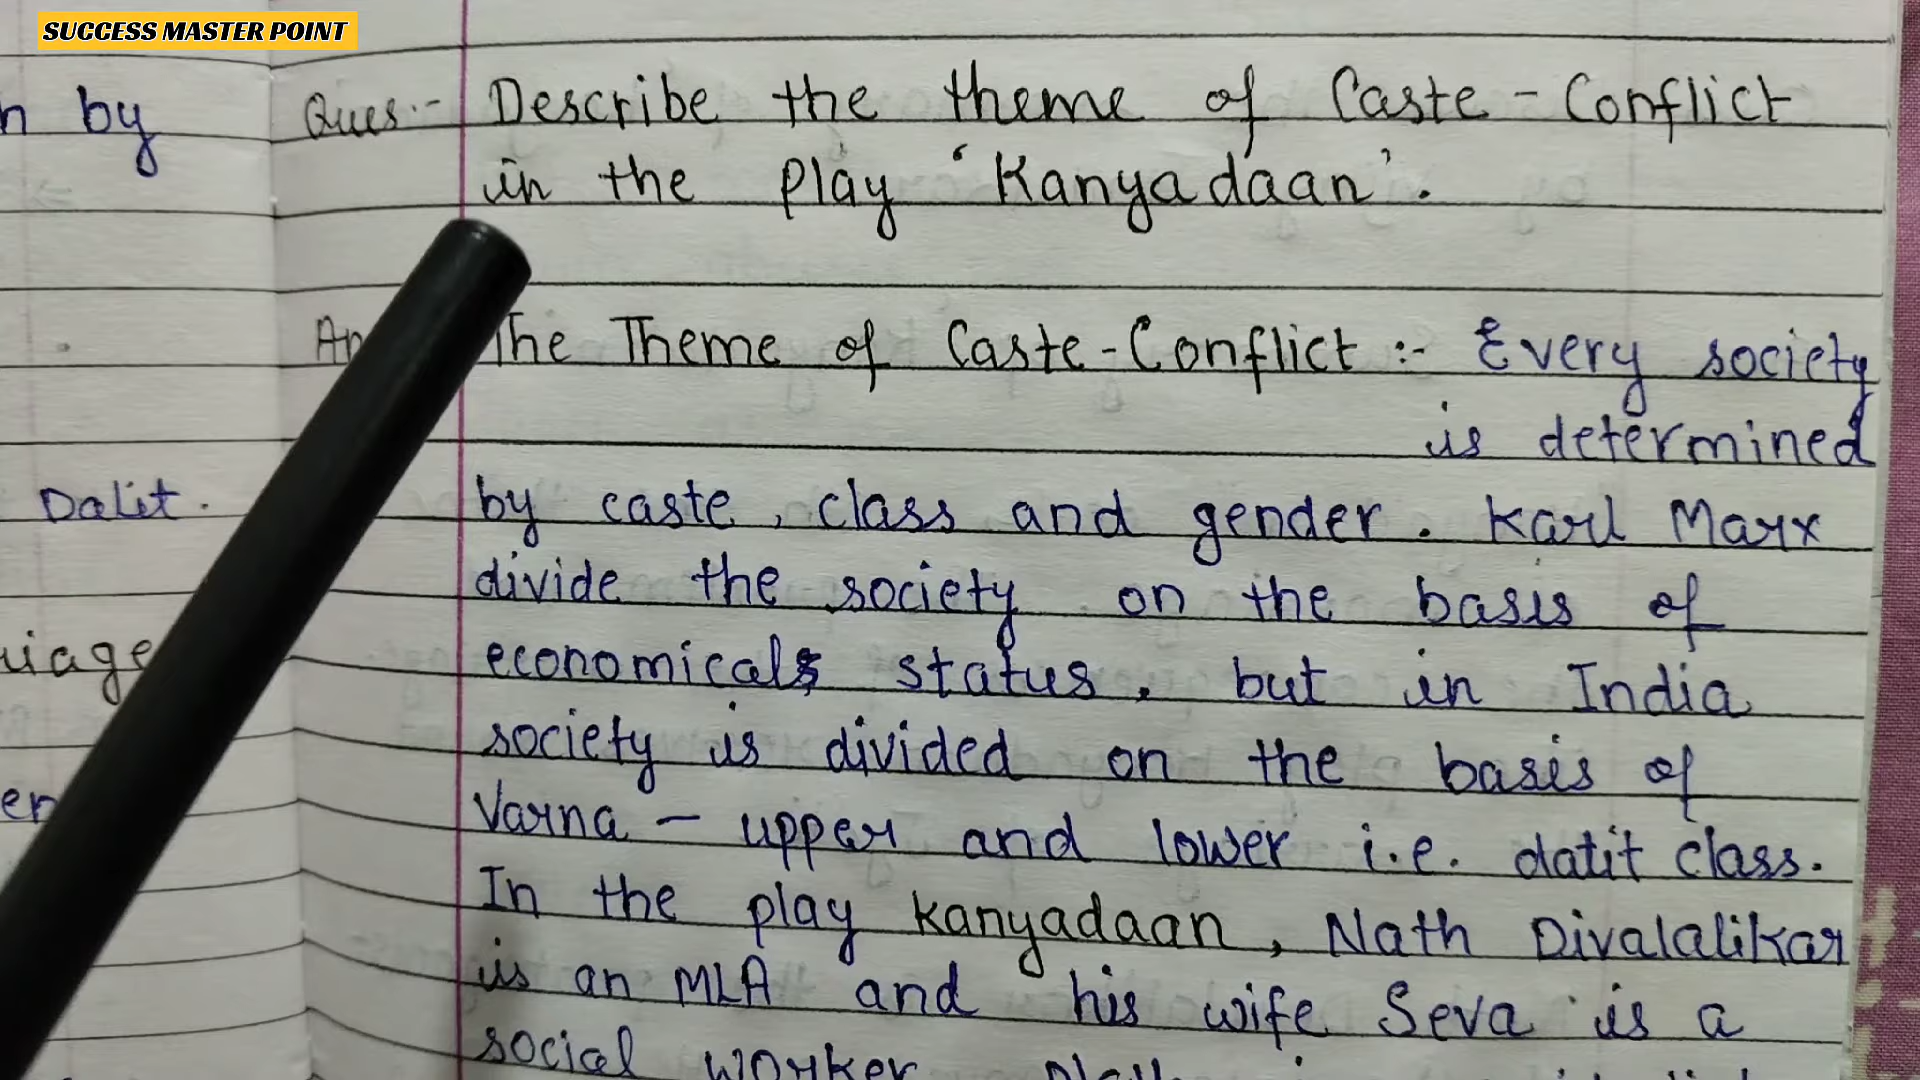 SUCCESS MASTER POINT
by
Dalit.
Ques:- Describe the theme of Caste-Conflict
in the play 'Kanyadaan'.
The Theme of Caste-Conflict :- Every society
is determined
by caste, class and gender. Karl Marx
divide the society on the basis of
economicals status, but in India
society is divided on the basis of
Varna - upper and lower i.e. datit class.
In the play kanyadaan, Nath Divalalikar
is an MLA and his wife Seva is a
social worker